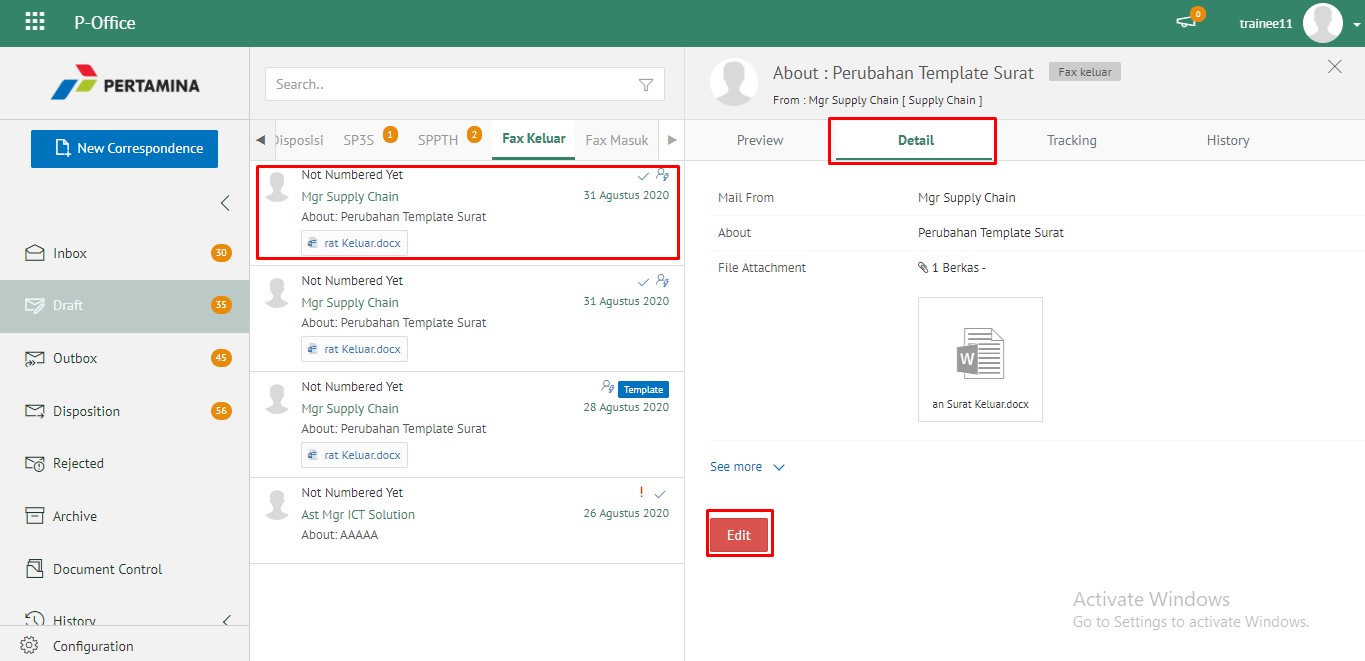 P-Office
0
trainee11
PERTAMINA
New Correspondence
Inbox 30
Draft 35
Outbox 45
Disposition 56
Rejected
Archive
Document Control
History
Configuration
Search..
Disposisi SP3S 1 SPPTH 2 Fax Keluar Fax Masuk
Not Numbered Yet
Mgr Supply Chain 31 Agustus 2020
About: Perubahan Template Surat
rat Keluar.docx
Not Numbered Yet
Mgr Supply Chain 31 Agustus 2020
About: Perubahan Template Surat
rat Keluar.docx
Not Numbered Yet Template
Mgr Supply Chain 28 Agustus 2020
About: Perubahan Template Surat
rat Keluar.docx
Not Numbered Yet !
Ast Mgr ICT Solution 26 Agustus 2020
About: AAAAA
About : Perubahan Template Surat Fax keluar
From : Mgr Supply Chain [ Supply Chain ]
Preview Detail Tracking History
Mail From Mgr Supply Chain
About Perubahan Template Surat
File Attachment 1 Berkas -
W
an Surat Keluar.docx
See more
Edit
Activate Windows
Go to Settings to activate Windows.